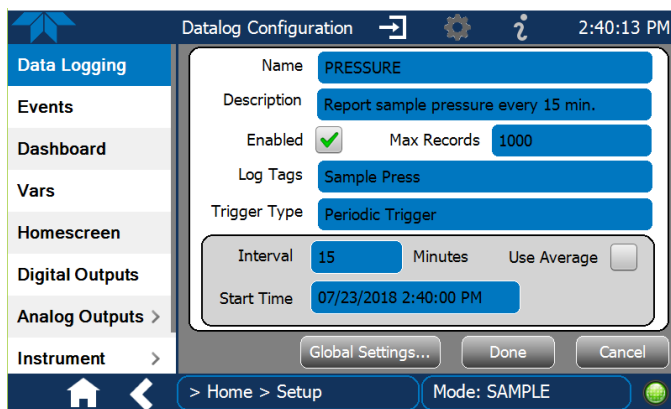 Datalog Configuration
2:40:13 PM
Data Logging
Events
Dashboard
Vars
Homescreen
Digital Outputs
Analog Outputs >
Instrument >
Name PRESSURE
Description Report sample pressure every 15 min.
Enabled Max Records 1000
Log Tags Sample Press
Trigger Type Periodic Trigger
Interval 15 Minutes Use Average
Start Time 07/23/2018 2:40:00 PM
Global Settings... Done Cancel
> Home > Setup Mode: SAMPLE